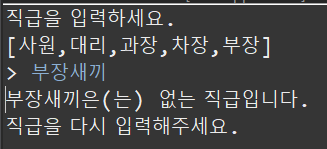 직급을 입력하세요.
[사원,대리,과장,차장,부장]
> 부장새끼
부장새끼은(는) 없는 직급입니다.
직급을 다시 입력해주세요.